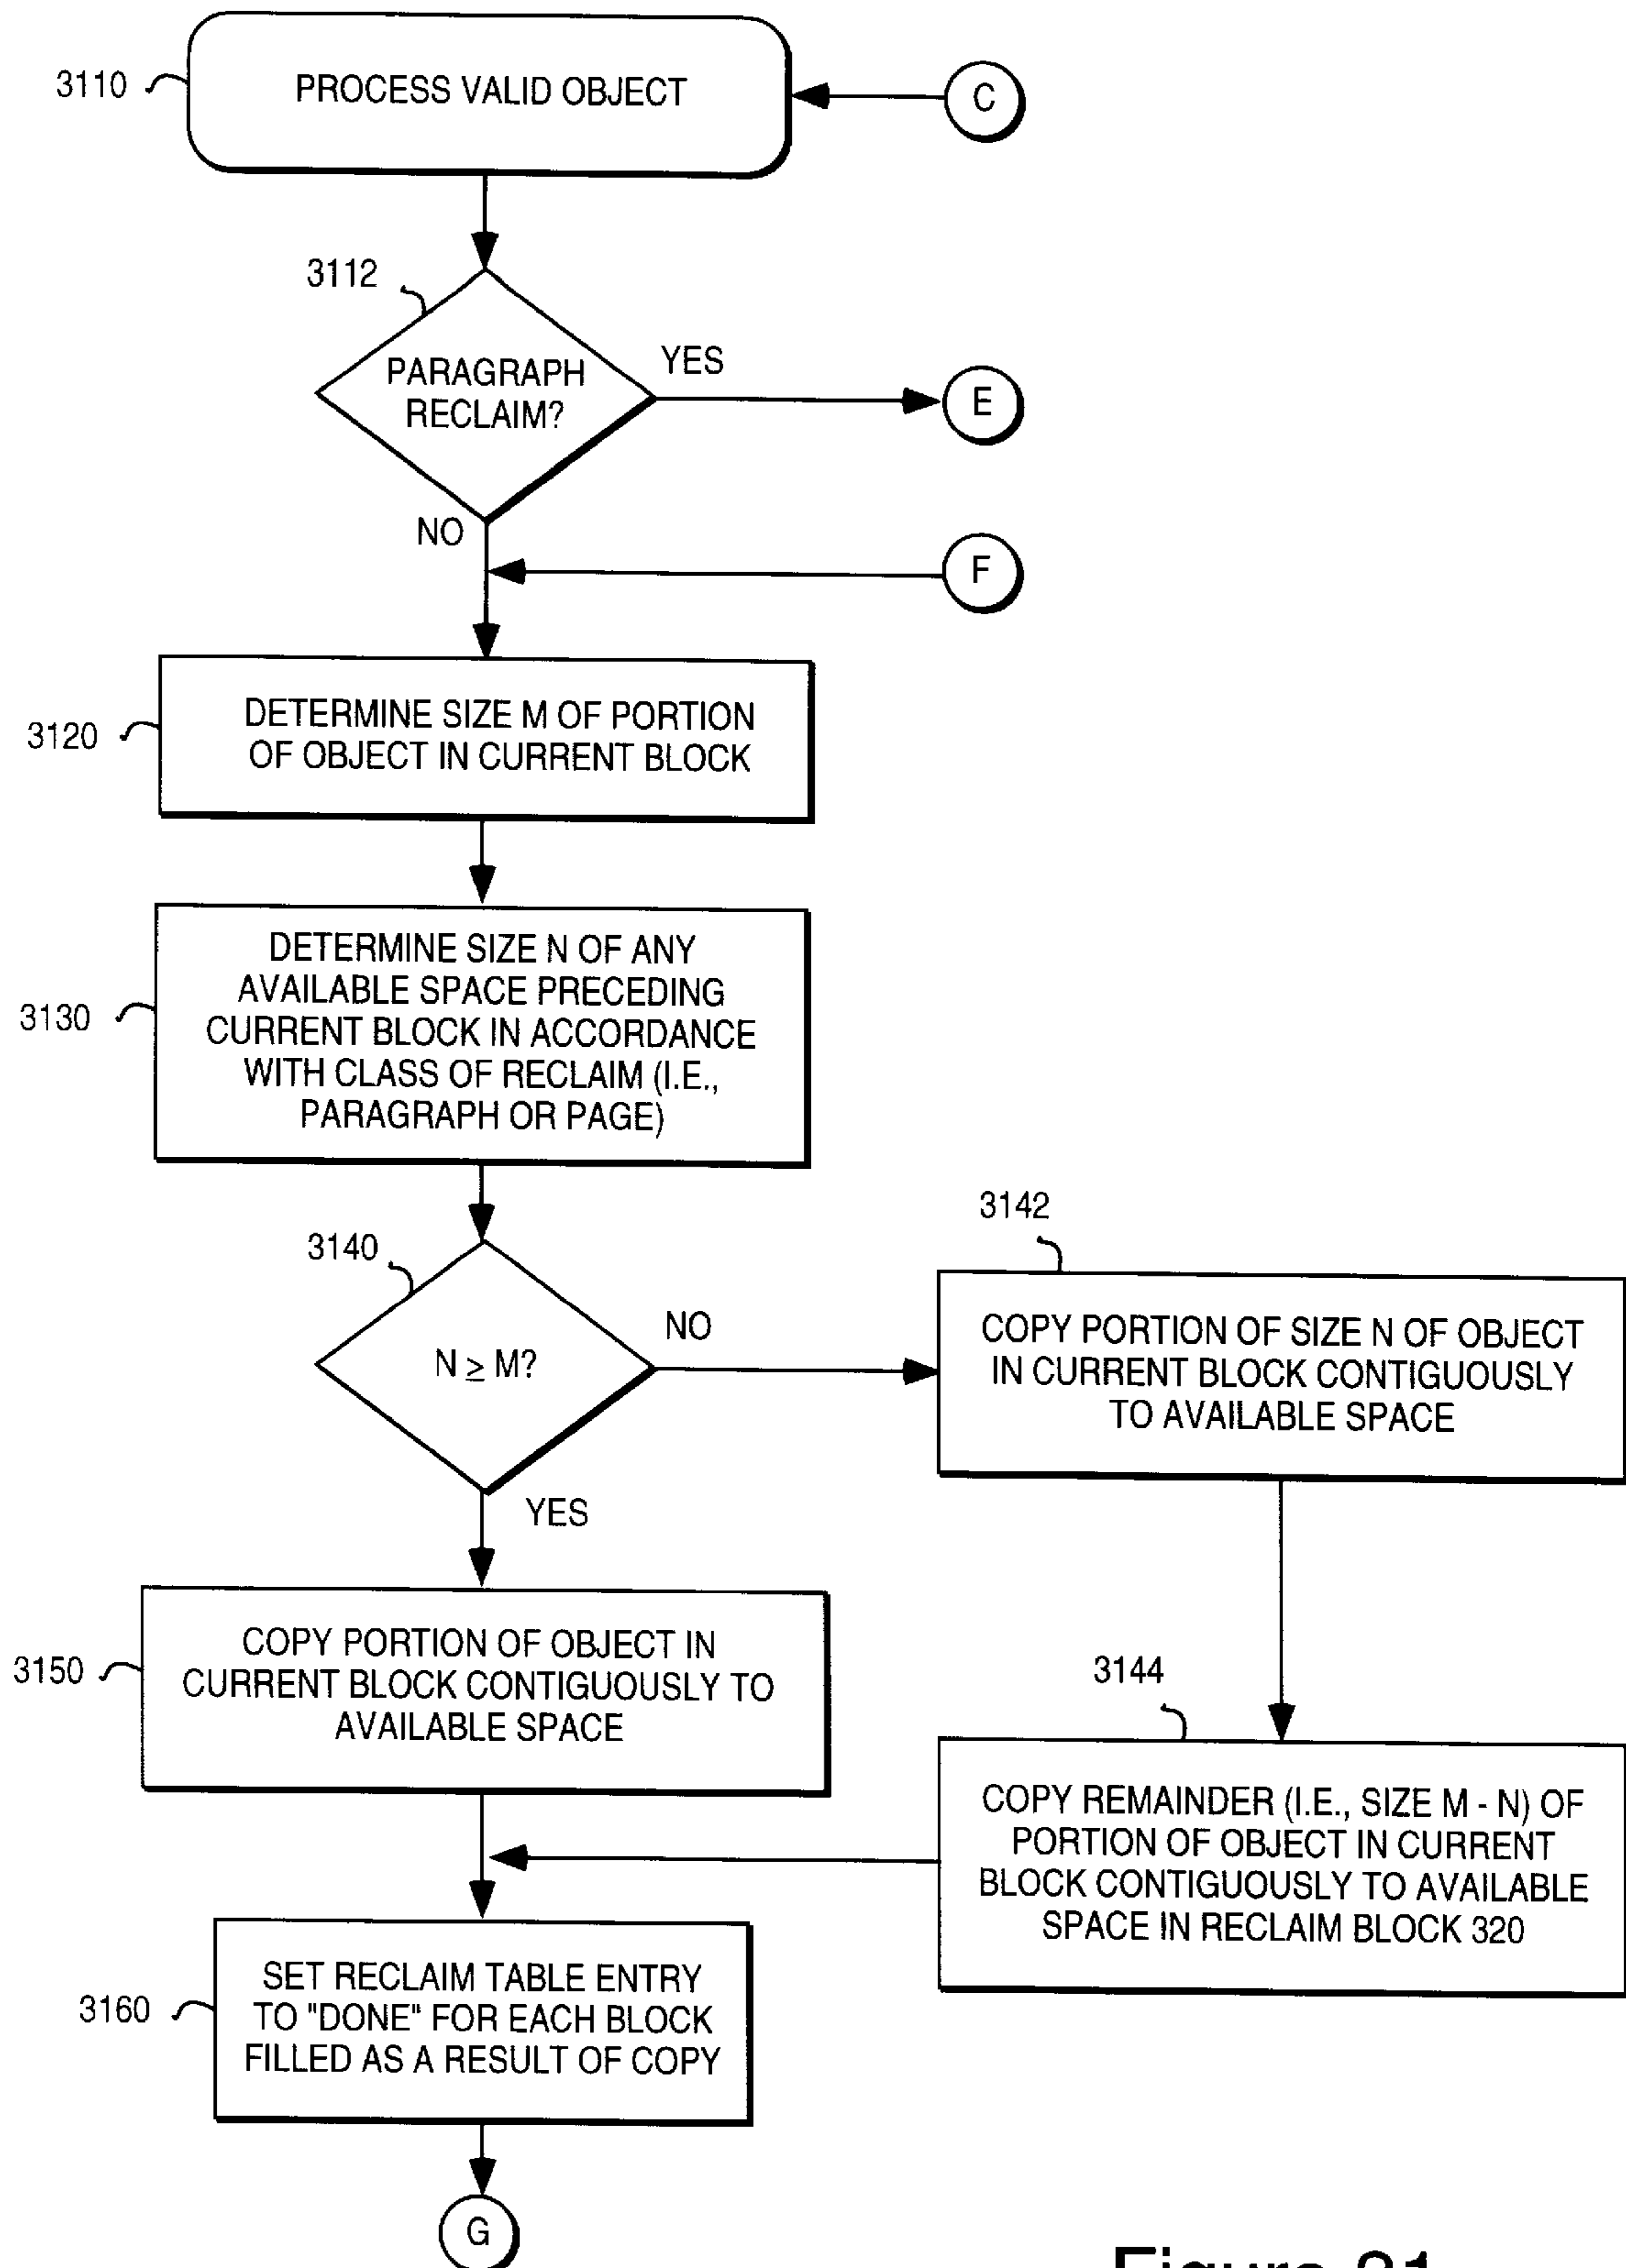 3110
PROCESS VALID OBJECT
C
3112
PARAGRAPH
RECLAIM?
YES
E
NO
F
3120
DETERMINE SIZE M OF PORTION
OF OBJECT IN CURRENT BLOCK
3130
DETERMINE SIZE N OF ANY
AVAILABLE SPACE PRECEDING
CURRENT BLOCK IN ACCORDANCE
WITH CLASS OF RECLAIM (I.E.,
PARAGRAPH OR PAGE)
3140
N ≥ M?
NO
3142
COPY PORTION OF SIZE N OF OBJECT
IN CURRENT BLOCK CONTIGUOUSLY
TO AVAILABLE SPACE
YES
3150
COPY PORTION OF OBJECT IN
CURRENT BLOCK CONTIGUOUSLY TO
AVAILABLE SPACE
3144
COPY REMAINDER (I.E., SIZE M - N) OF
PORTION OF OBJECT IN CURRENT
BLOCK CONTIGUOUSLY TO AVAILABLE
SPACE IN RECLAIM BLOCK 320
3160
SET RECLAIM TABLE ENTRY
TO "DONE" FOR EACH BLOCK
FILLED AS A RESULT OF COPY
G
Figure 31